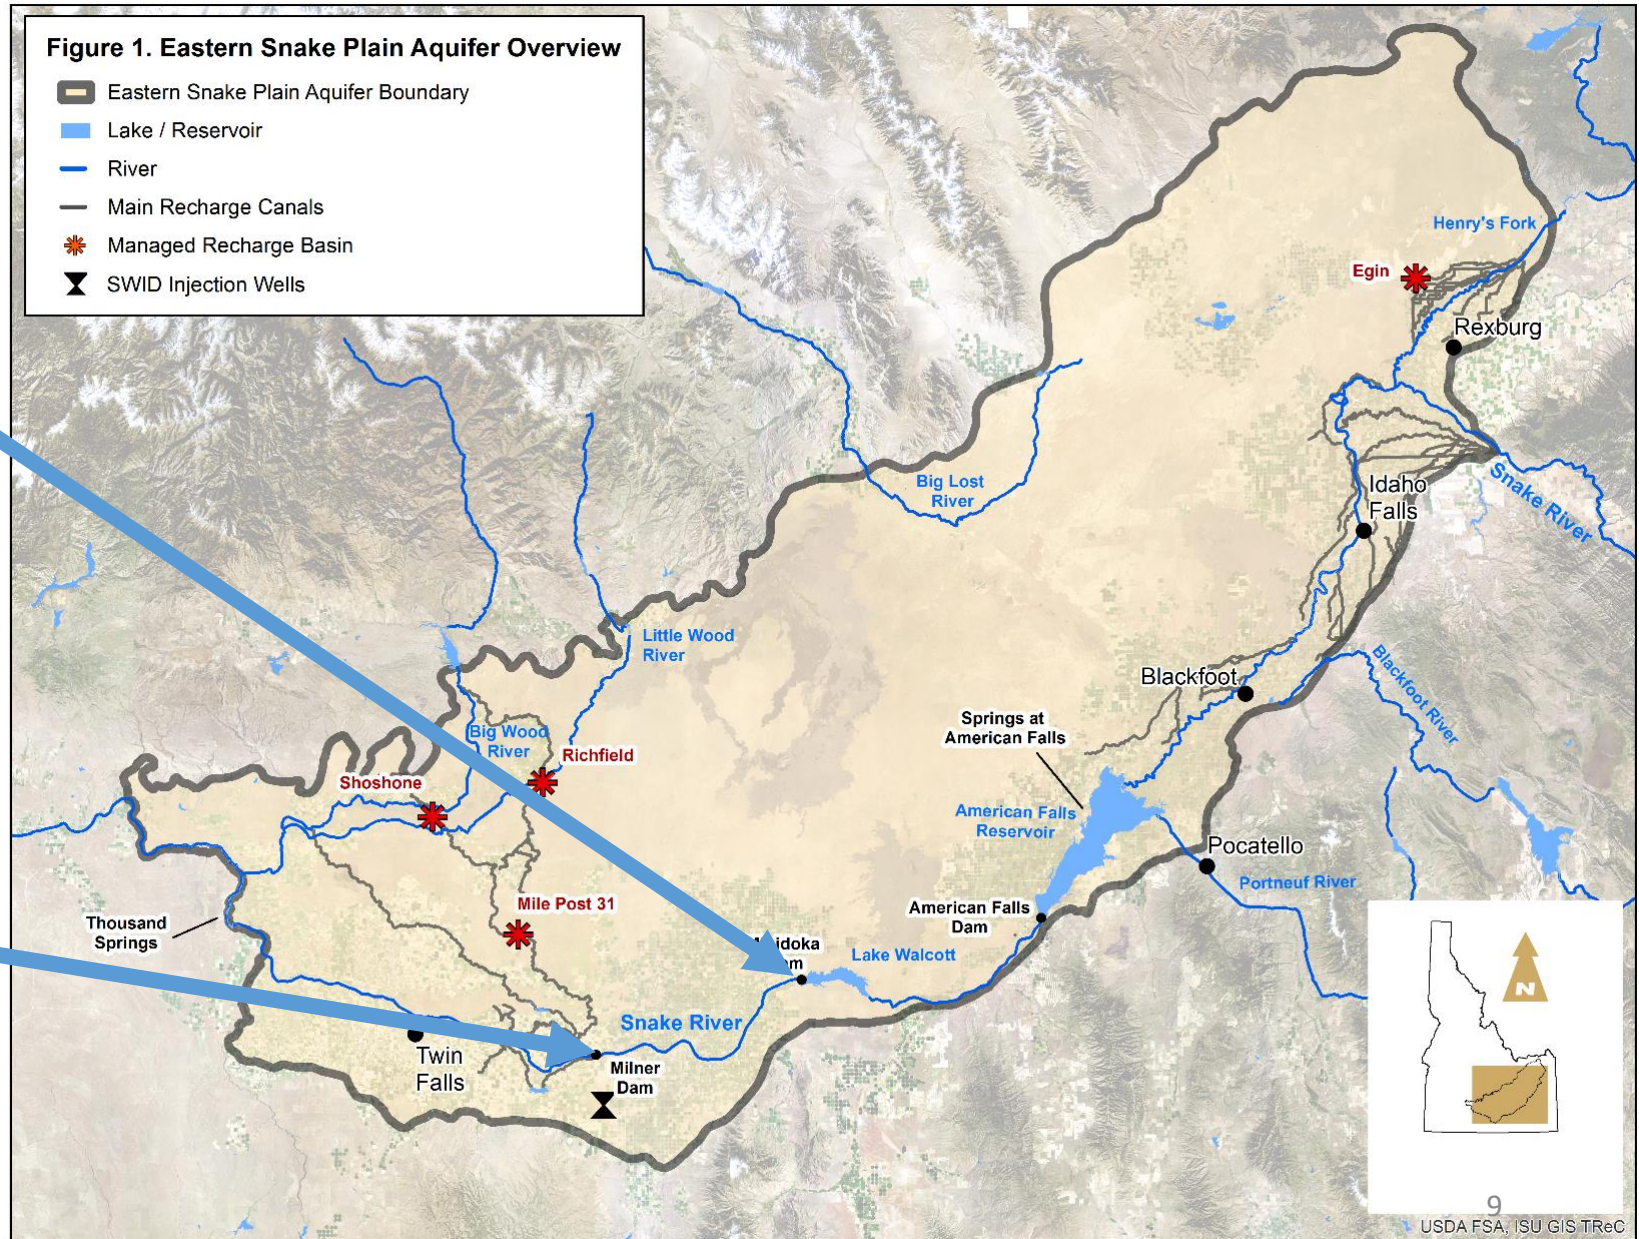 Figure 1. Eastern Snake Plain Aquifer Overview
Eastern Snake Plain Aquifer Boundary
Lake / Reservoir
River
Main Recharge Canals
Managed Recharge Basin
SWID Injection Wells
Henry's Fork
Egin
Rexburg
Big Lost
River
Idaho
Falls
Snake River
Little Wood
River
Blackfoot
Blackfoot River
Springs at
American Falls
Big Wood
River
Richfield
Shoshone
American Falls
Reservoir
Pocatello
Portneuf River
Mile Post 31
American Falls
Dam
Thousand
Springs
Lake Walcott
Snake River
Twin
Falls
Milner
Dam
N
9
USDA FSA, ISU GIS TReC